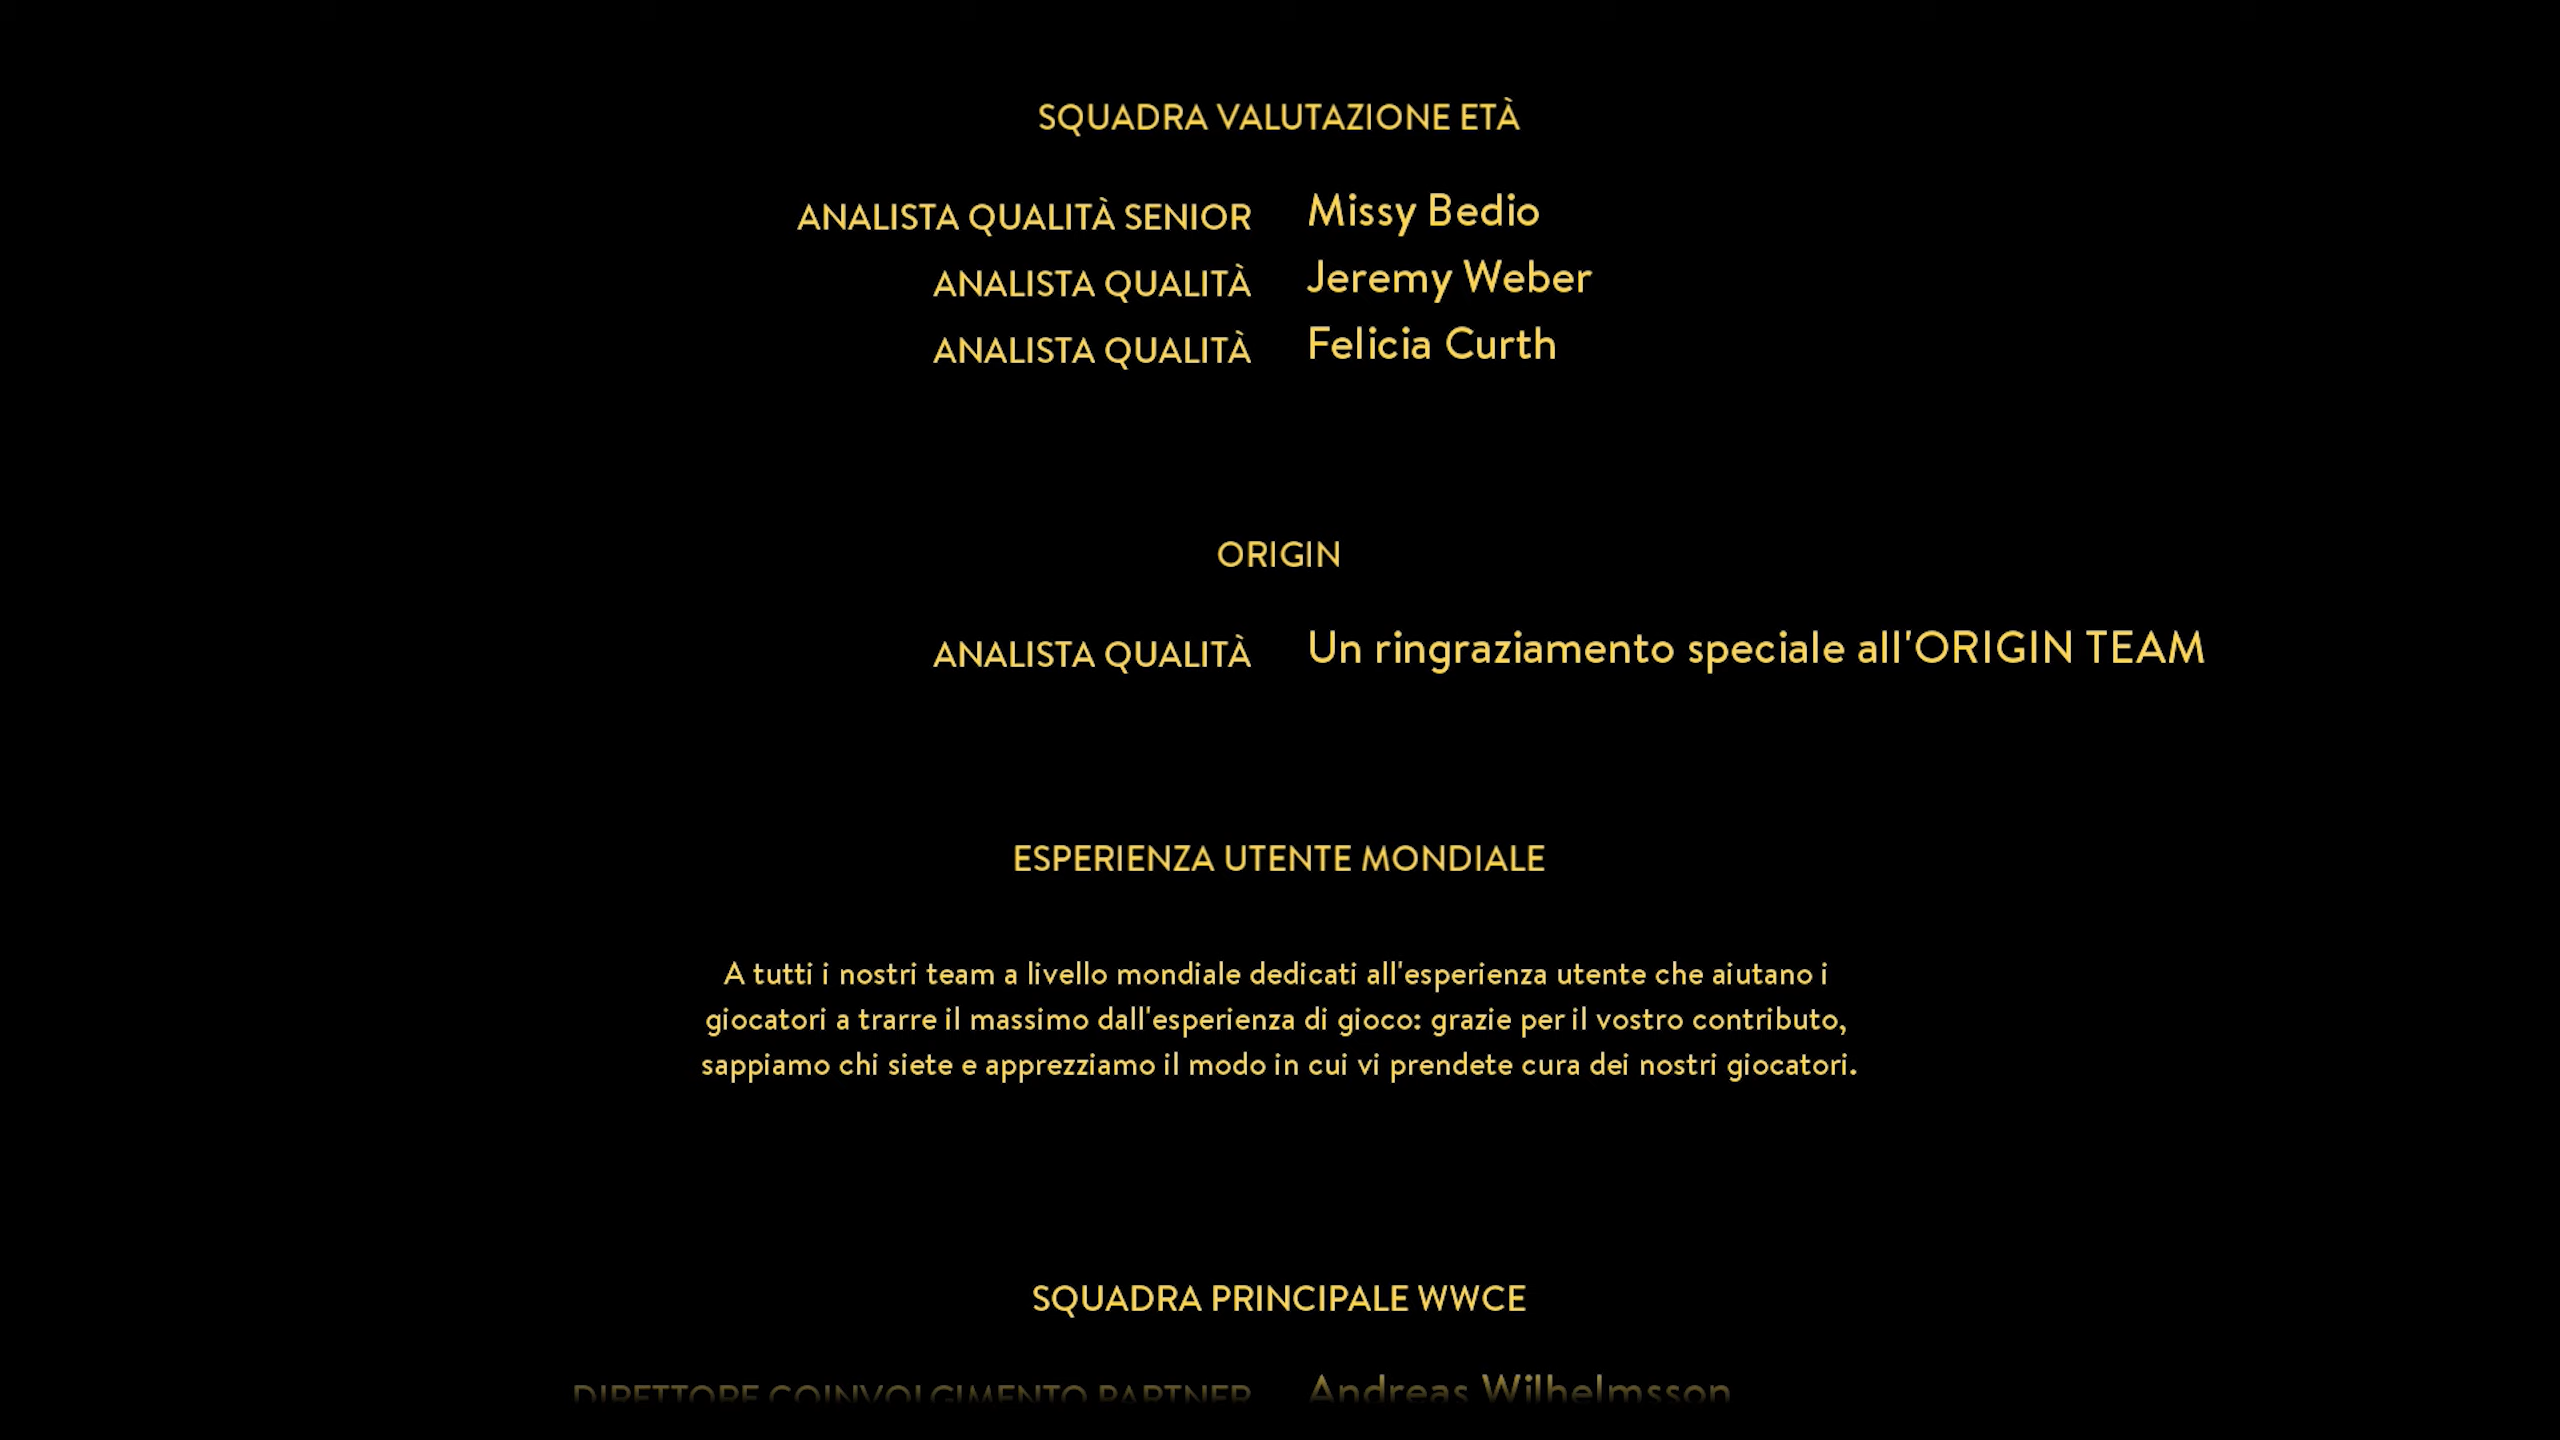 SQUADRA VALUTAZIONE ETÀ
ANALISTA QUALITÀ SENIOR Missy Bedio
ANALISTA QUALITÀ Jeremy Weber
ANALISTA QUALITÀ Felicia Curth
ORIGIN
ANALISTA QUALITÀ Un ringraziamento speciale all'ORIGIN TEAM
ESPERIENZA UTENTE MONDIALE
A tutti i nostri team a livello mondiale dedicati all'esperienza utente che aiutano i
giocatori a trarre il massimo dall'esperienza di gioco: grazie per il vostro contributo,
sappiamo chi siete e apprezziamo il modo in cui vi prendete cura dei nostri giocatori.
SQUADRA PRINCIPALE WWCE
DIRETTORE COINVOLGIMENTO PARTNER Andreas Wilhelmsson